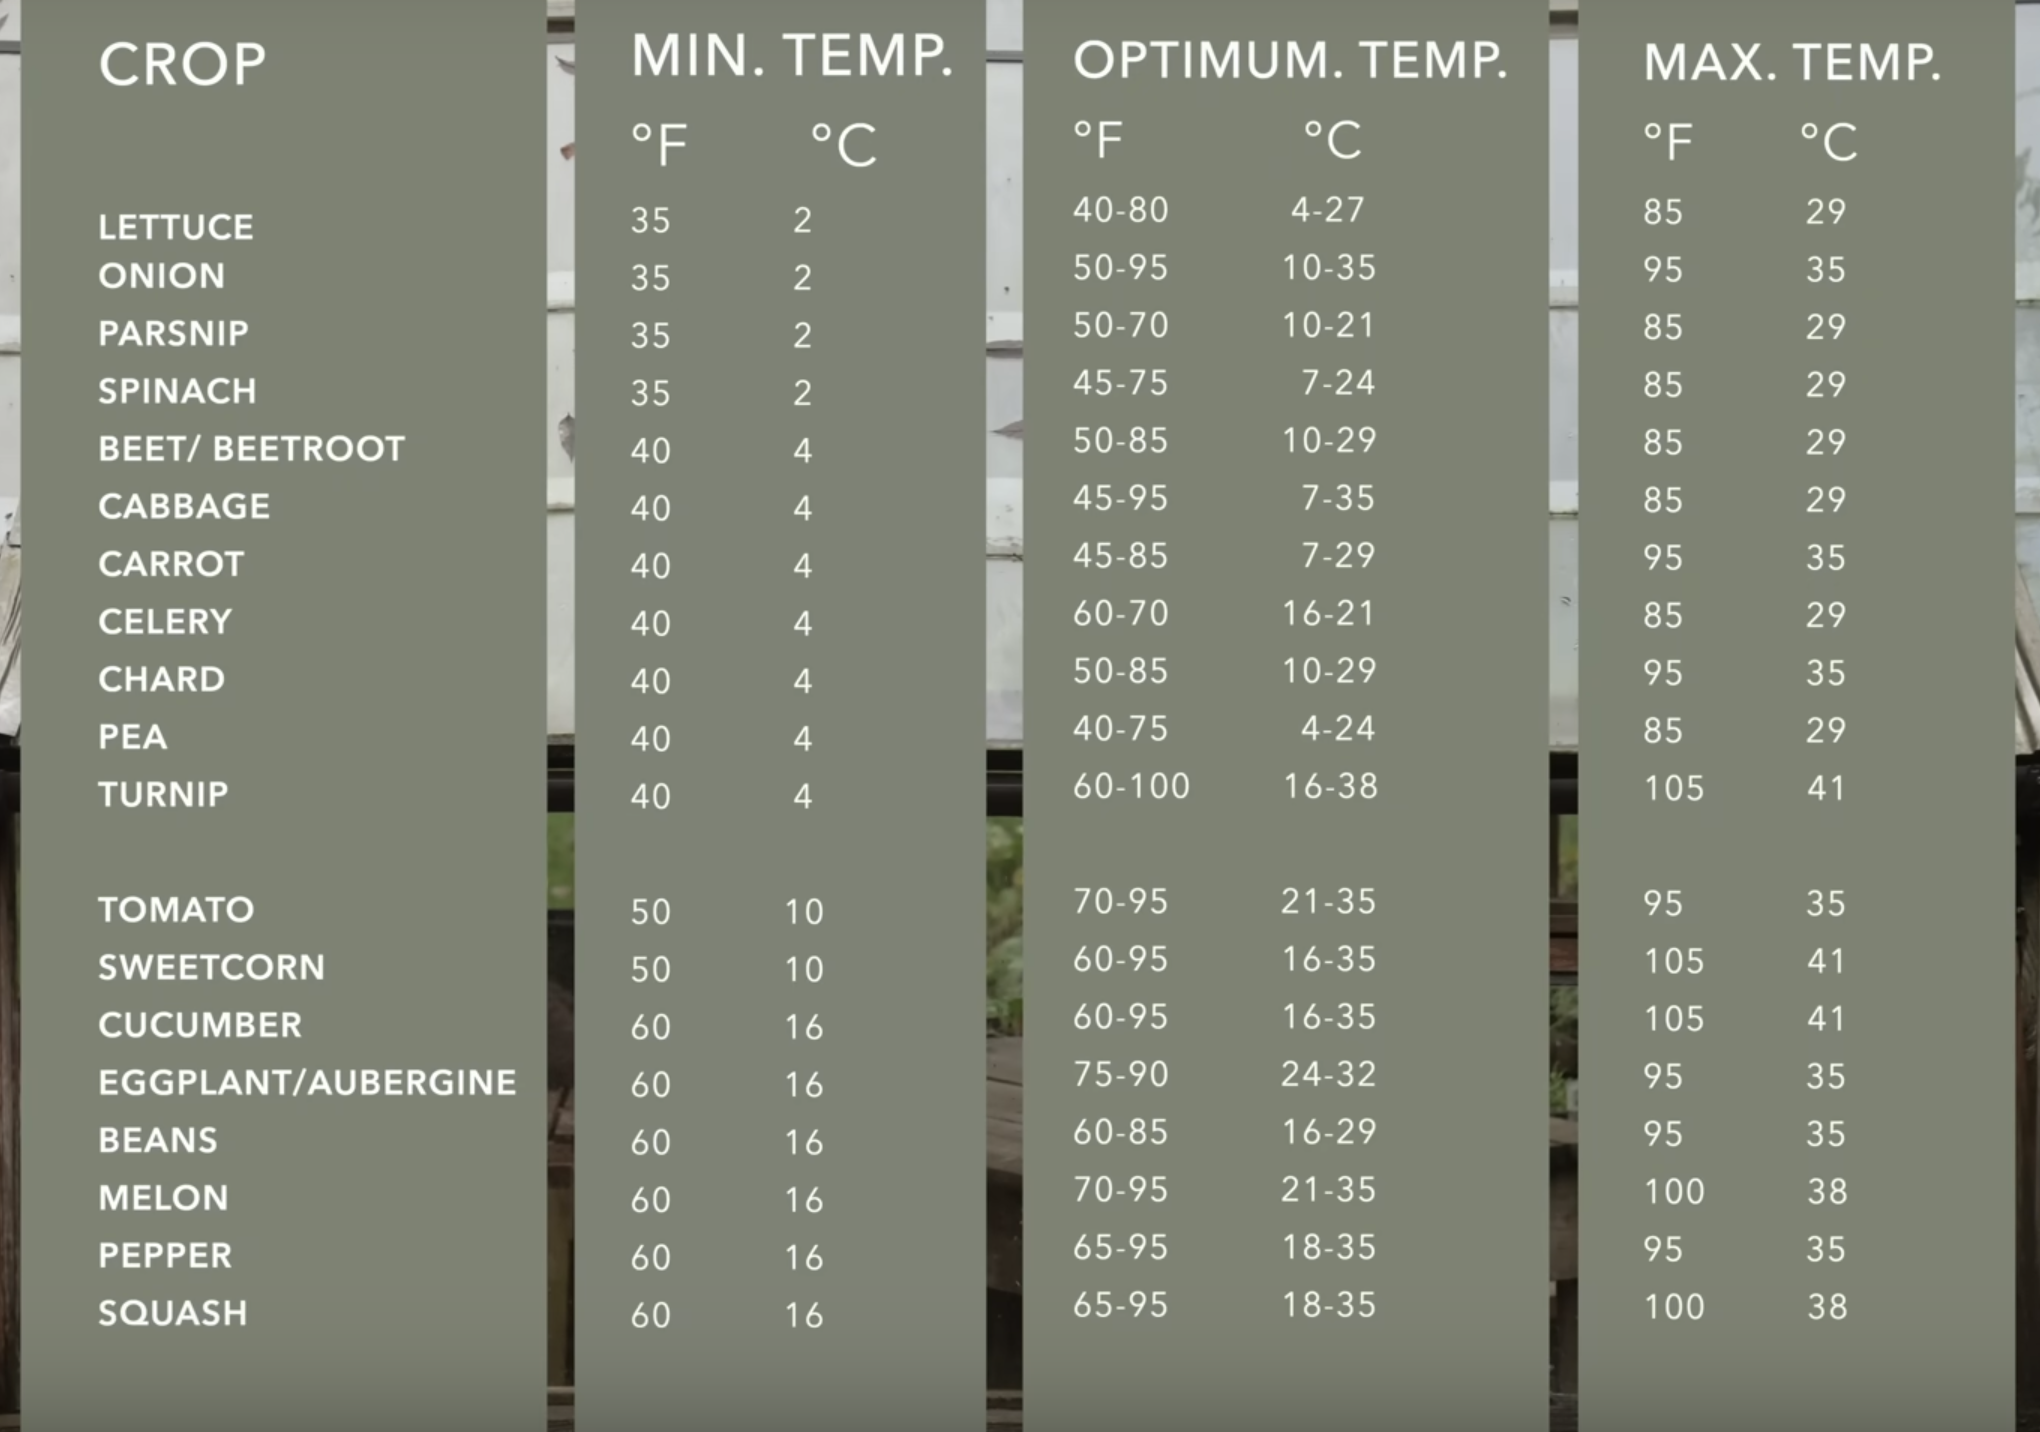 CROP MIN. TEMP. OPTIMUM. TEMP. MAX. TEMP.
°F °C °F °C °F °C
LETTUCE 35 2 40-80 4-27 85 29
ONION 35 2 50-95 10-35 95 35
PARSNIP 35 2 50-70 10-21 85 29
SPINACH 35 2 45-75 7-24 85 29
BEET/ BEETROOT 40 4 50-85 10-29 85 29
CABBAGE 40 4 45-95 7-35 85 29
CARROT 40 4 45-85 7-29 95 35
CELERY 40 4 60-70 16-21 85 29
CHARD 40 4 50-85 10-29 95 35
PEA 40 4 40-75 4-24 85 29
TURNIP 40 4 60-100 16-38 105 41
TOMATO 50 10 70-95 21-35 95 35
SWEETCORN 50 10 60-95 16-35 105 41
CUCUMBER 60 16 60-95 16-35 105 41
EGGPLANT/AUBERGINE 60 16 75-90 24-32 95 35
BEANS 60 16 60-85 16-29 95 35
MELON 60 16 70-95 21-35 100 38
PEPPER 60 16 65-95 18-35 95 35
SQUASH 60 16 65-95 18-35 100 38